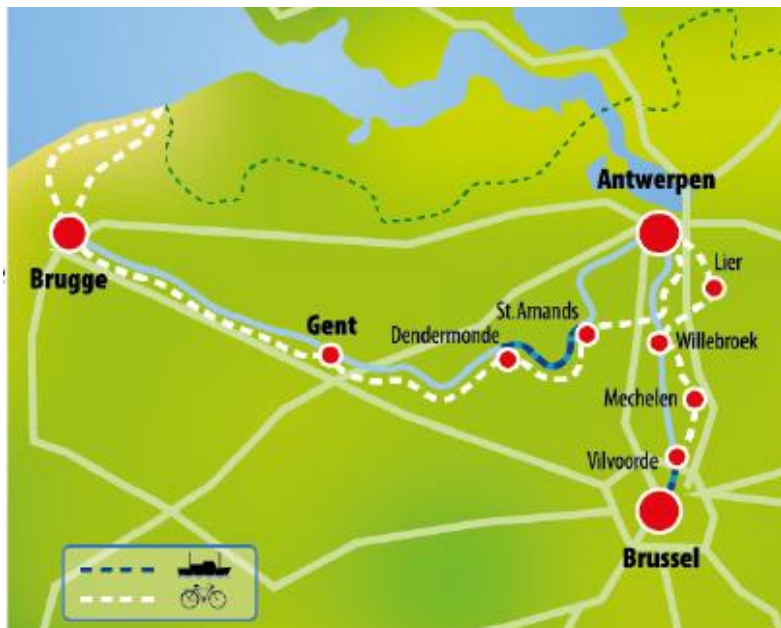 Antwerpen
Lier
Brugge
Gent
St. Amands
Dendermonde
Willebroek
Mechelen
Vilvoorde
Brussel